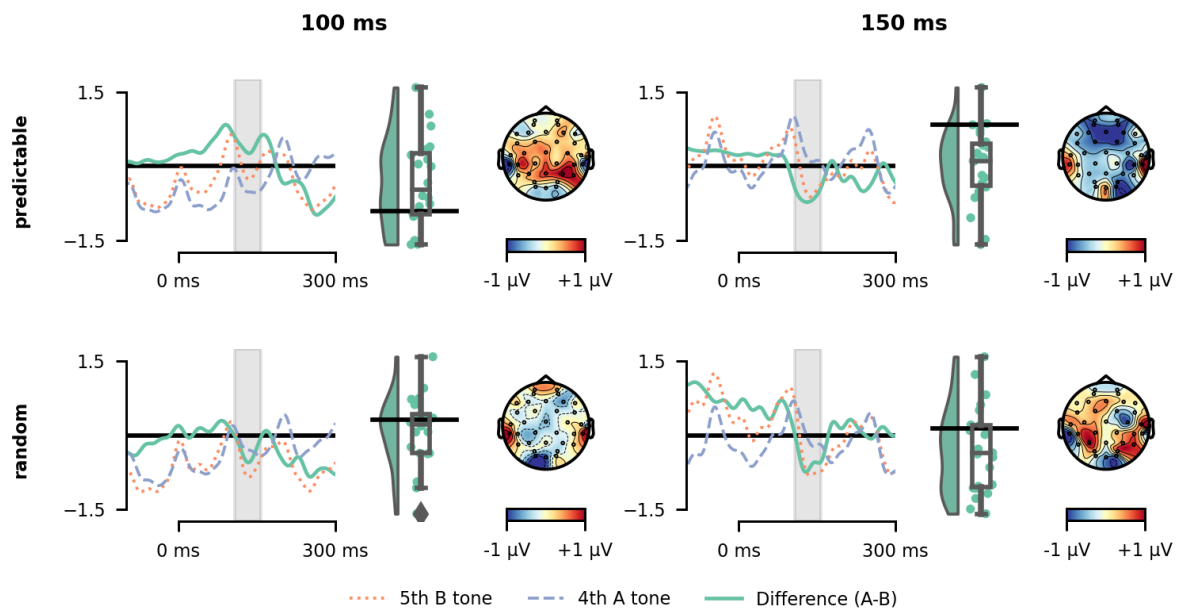 100 ms
150 ms
predictable
1.5
−1.5
0 ms
300 ms
-1 µV
+1 µV
1.5
−1.5
0 ms
300 ms
-1 µV
+1 µV
random
1.5
−1.5
0 ms
300 ms
-1 µV
+1 µV
1.5
−1.5
0 ms
300 ms
-1 µV
+1 µV
5th B tone
4th A tone
Difference (A-B)